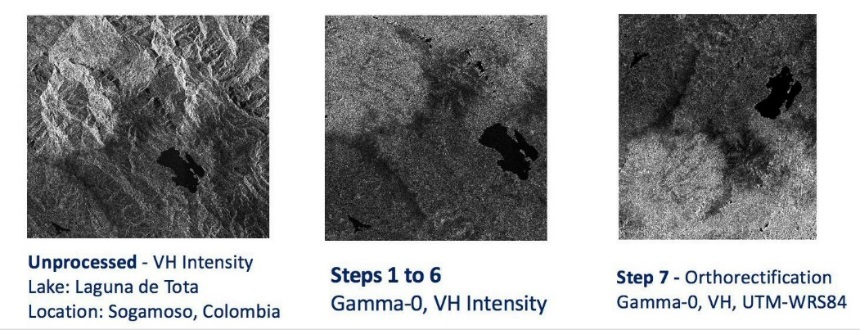 Unprocessed - VH Intensity
Lake: Laguna de Tota
Location: Sogamoso, Colombia
Steps 1 to 6
Gamma-0, VH Intensity
Step 7 - Orthorectification
Gamma-0, VH, UTM-WRS84